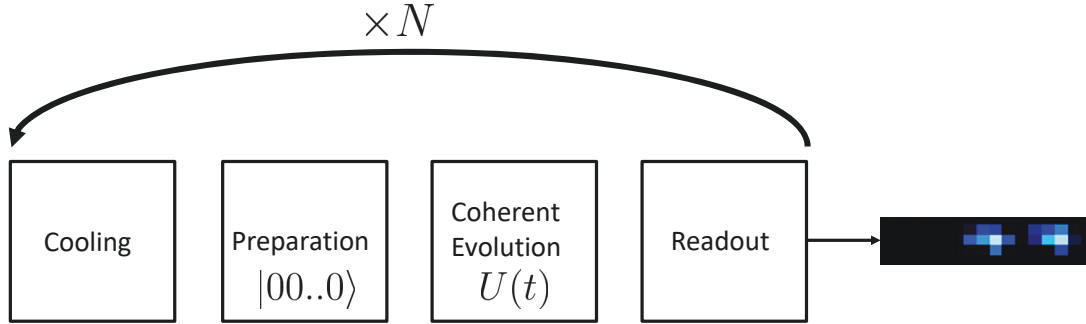 ×N
Cooling
Preparation
|00..0⟩
Coherent
Evolution
U(t)
Readout